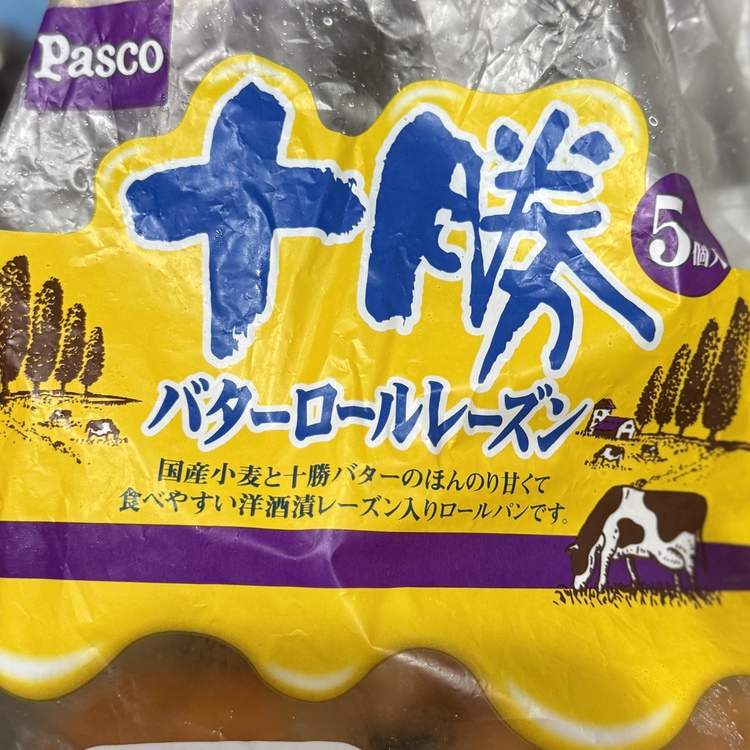 Pasco
十勝
5個入
バターロールレーズン
国産小麦と十勝バターのほんのり甘くて
食べやすい洋酒漬レーズン入りロールパンです。